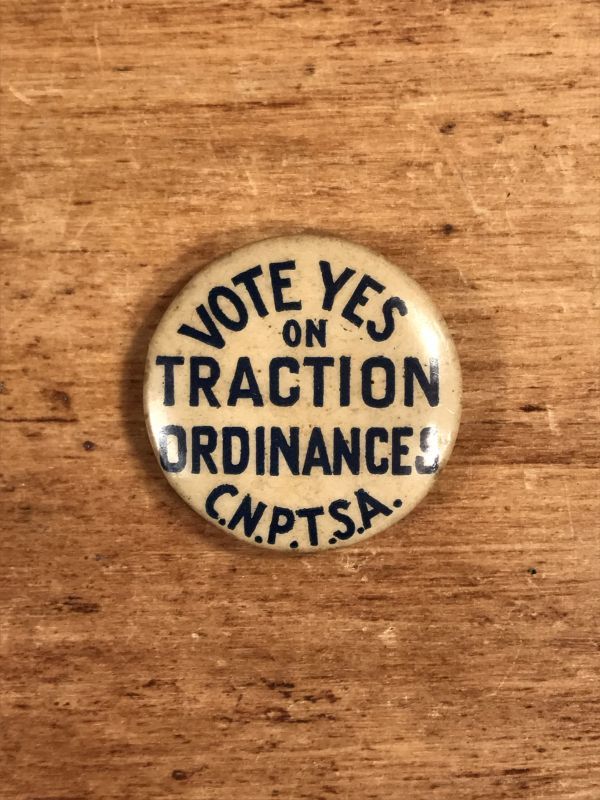 VOTE YES
ON
TRACTION
ORDINANCES
C.N.P.T.S.A.